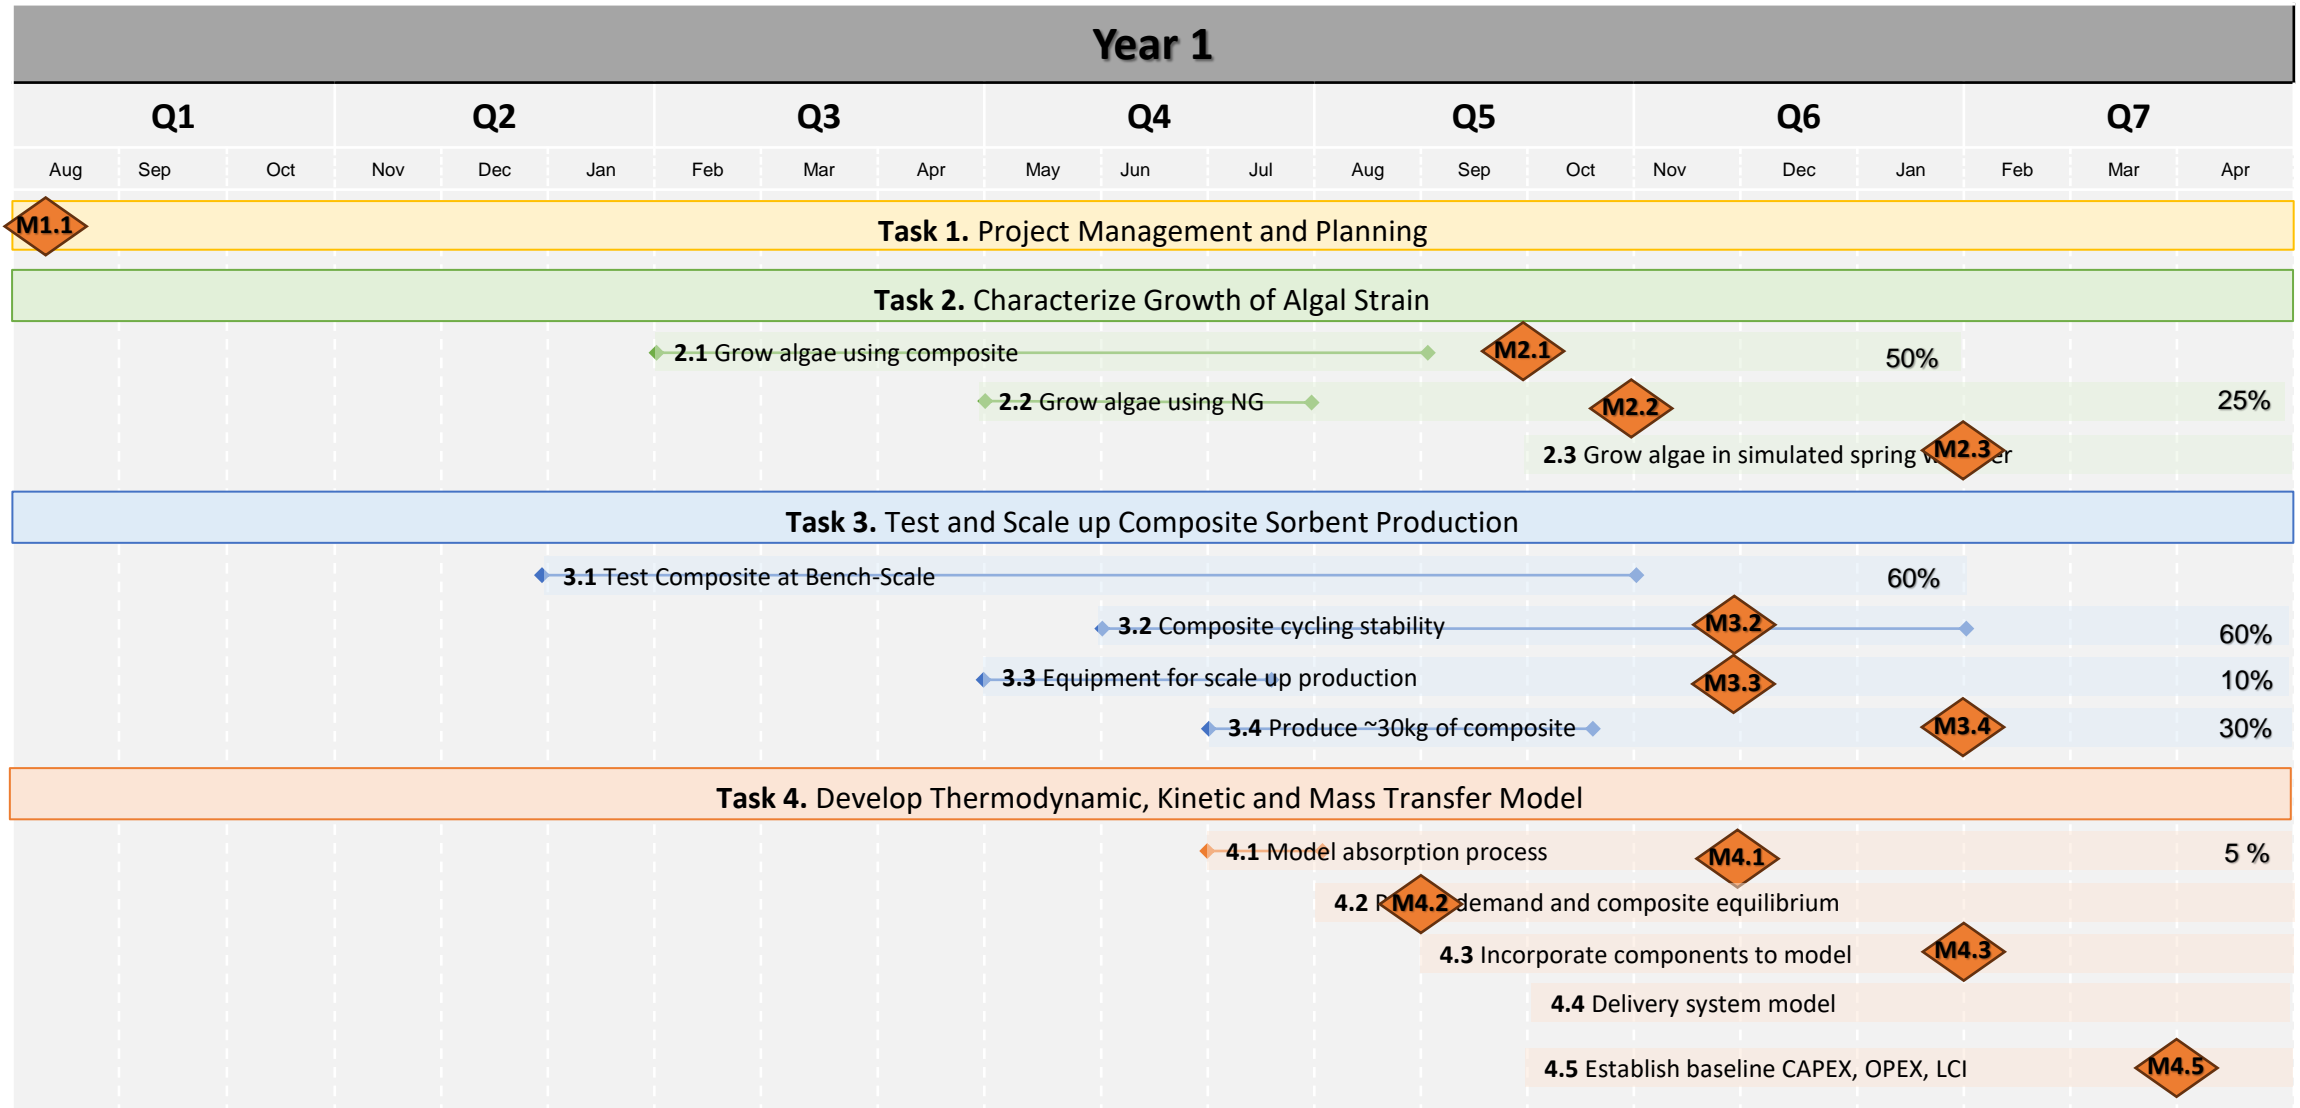 Year 1
Q1 Q2 Q3 Q4 Q5 Q6 Q7
Aug Sep Oct Nov Dec Jan Feb Mar Apr May Jun Jul Aug Sep Oct Nov Dec Jan Feb Mar Apr
M1.1 Task 1. Project Management and Planning
Task 2. Characterize Growth of Algal Strain
2.1 Grow algae using composite M2.1 50%
2.2 Grow algae using NG M2.2 25%
2.3 Grow algae in simulated spring M2.3
Task 3. Test and Scale up Composite Sorbent Production
3.1 Test Composite at Bench-Scale 60%
3.2 Composite cycling stability M3.2 60%
3.3 Equipment for scale up production M3.3 10%
3.4 Produce ~30kg of composite M3.4 30%
Task 4. Develop Thermodynamic, Kinetic and Mass Transfer Model
4.1 Model absorption process M4.1 5 %
4.2 M4.2 demand and composite equilibrium
4.3 Incorporate components to model M4.3
4.4 Delivery system model
4.5 Establish baseline CAPEX, OPEX, LCI M4.5